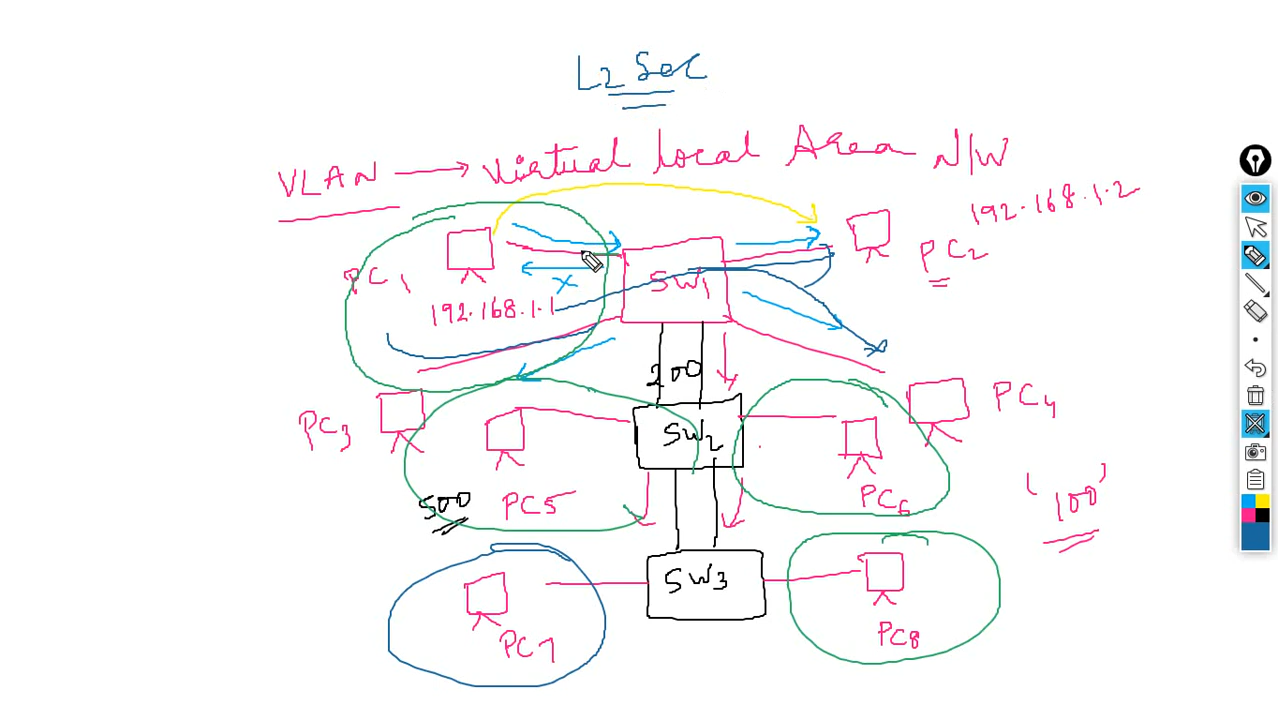 L2 Sec
VLAN → Virtual Local Area N/W
192.168.1.2
PC1
SW1
PC2
192.168.1.1
X
200
PC3
SW2
PC4
500
PC5
PC6
'100'
SW3
PC7
PC8